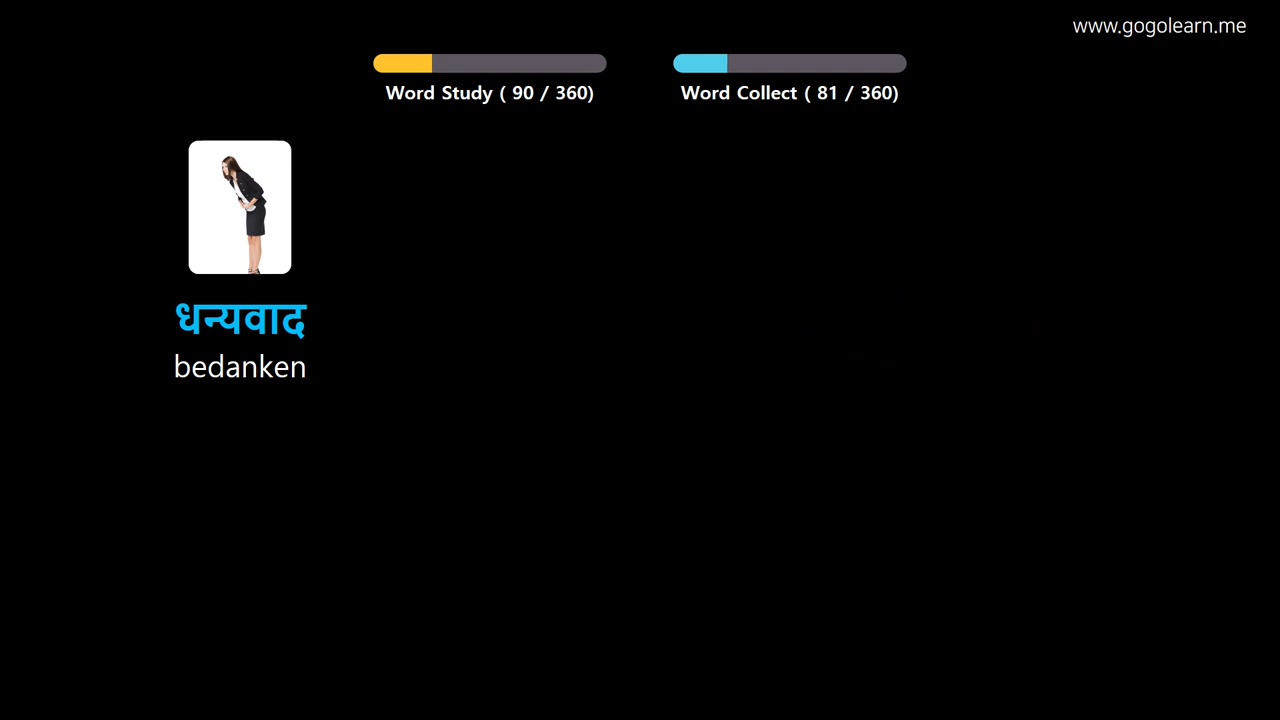 www.gogolearn.me
Word Study ( 90 / 360)
Word Collect ( 81 / 360)
धन्यवाद
bedanken